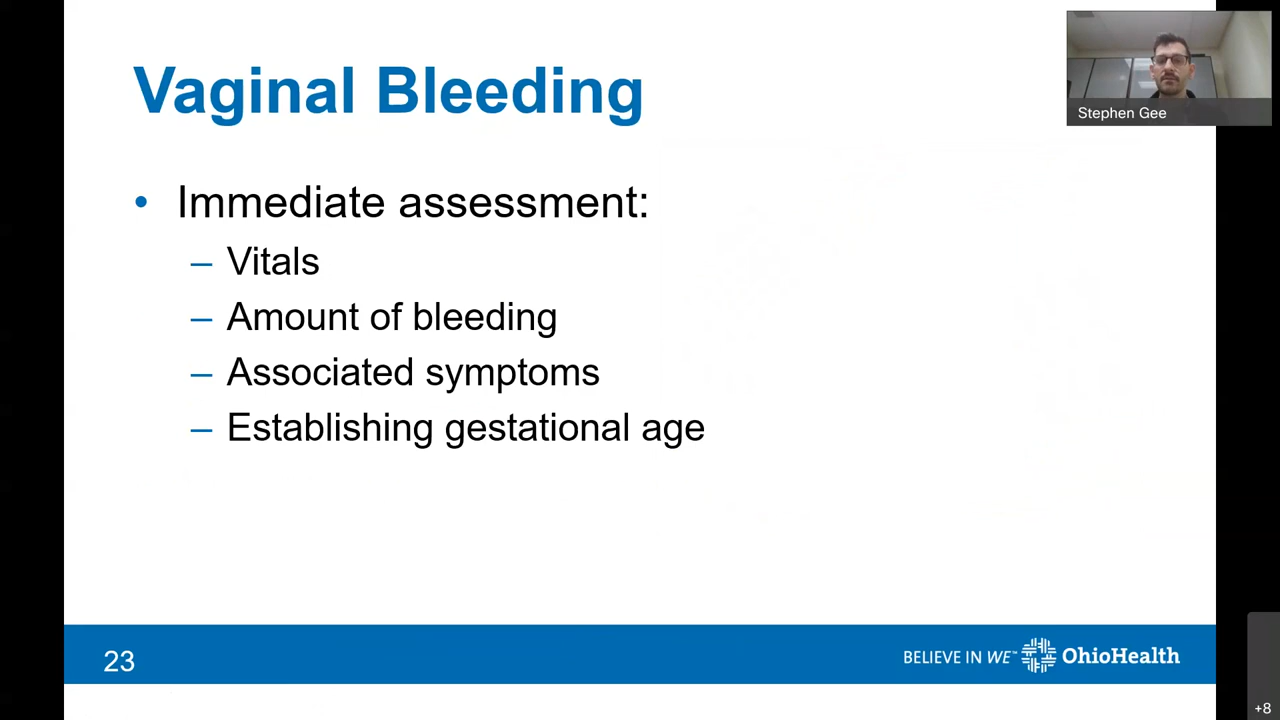 Vaginal Bleeding
Stephen Gee
• Immediate assessment:
– Vitals
– Amount of bleeding
– Associated symptoms
– Establishing gestational age
23
BELIEVE IN WE™ OhioHealth
+8